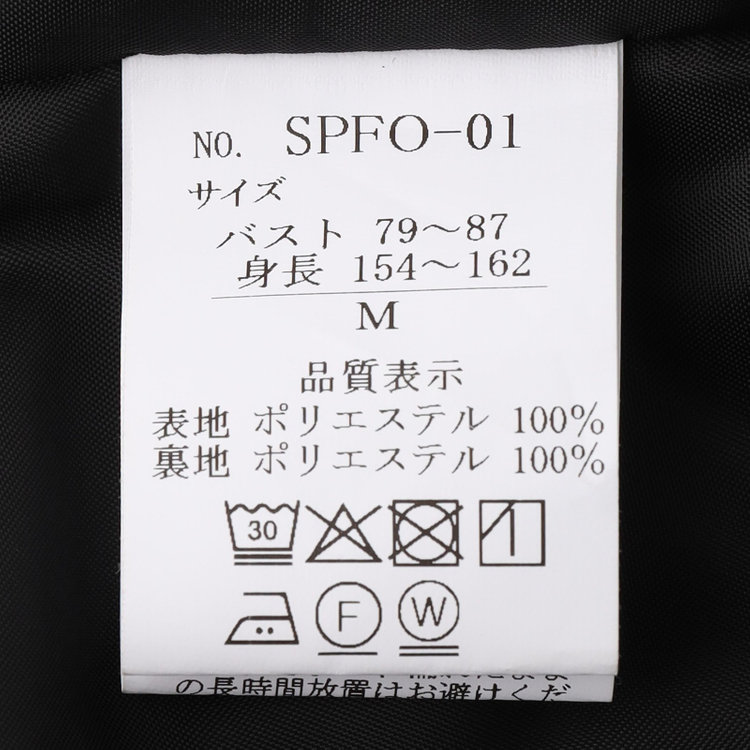 NO. SPFO-01
サイズ
バスト 79～87
身長 154～162
M
品質表示
表地 ポリエステル 100%
裏地 ポリエステル 100%
30
F W
の長時間放置はお避けくだ